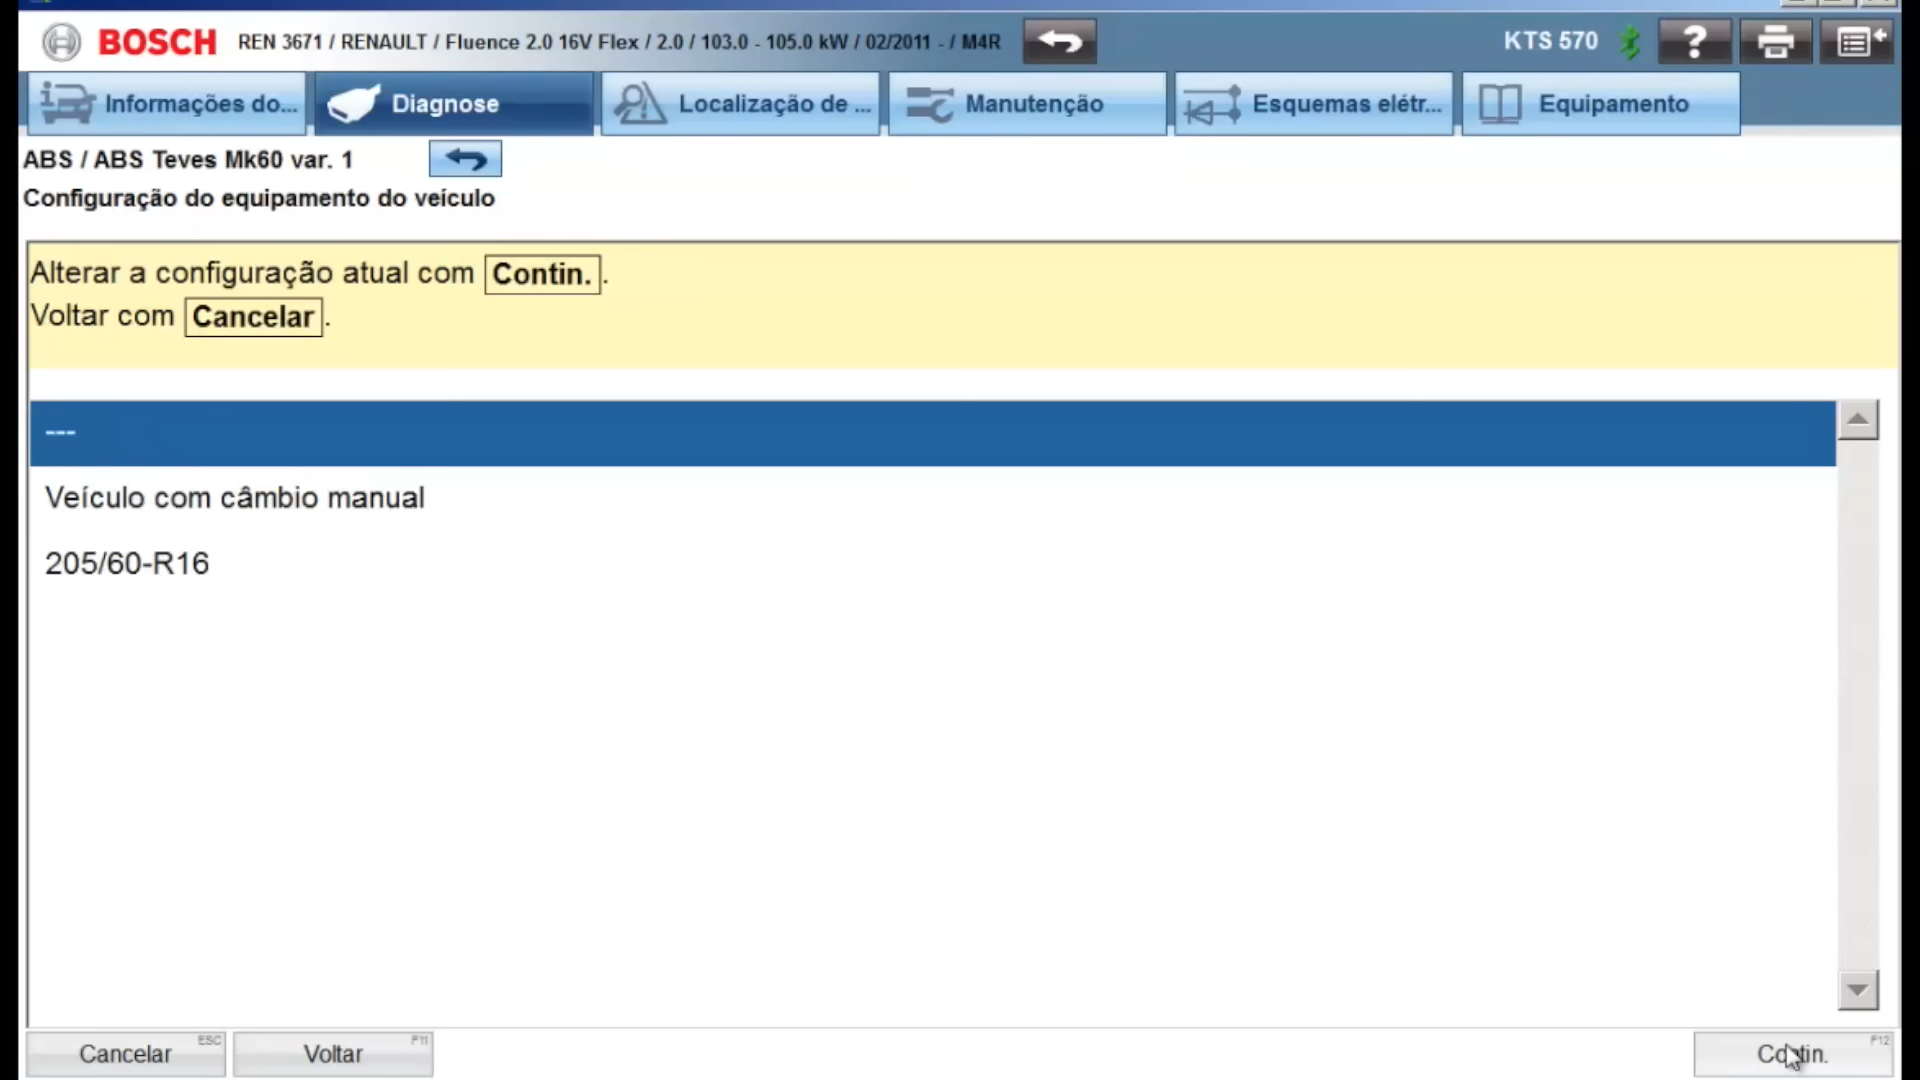 BOSCH REN 3671 / RENAULT / Fluence 2.0 16V Flex / 2.0 / 103.0 - 105.0 kW / 02/2011 - / M4R KTS 570 ?
Informações do... Diagnose Localização de ... Manutenção Esquemas elétr... Equipamento
ABS / ABS Teves Mk60 var. 1
Configuração do equipamento do veículo
Alterar a configuração atual com Contin..
Voltar com Cancelar.
---
Veículo com câmbio manual
205/60-R16
Cancelar ESC Voltar F11 Contin. F12